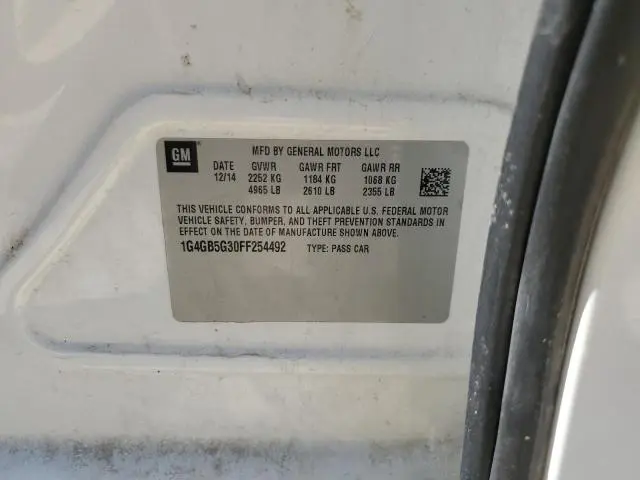 GM
MFD BY GENERAL MOTORS LLC
DATE GVWR GAWR FRT GAWR RR
12/14 2252 KG 1184 KG 1068 KG
4965 LB 2610 LB 2355 LB
THIS VEHICLE CONFORMS TO ALL APPLICABLE U.S. FEDERAL MOTOR
VEHICLE SAFETY, BUMPER, AND THEFT PREVENTION STANDARDS IN
EFFECT ON THE DATE OF MANUFACTURE SHOWN ABOVE.
1G4GB5G30FF254492 TYPE: PASS CAR